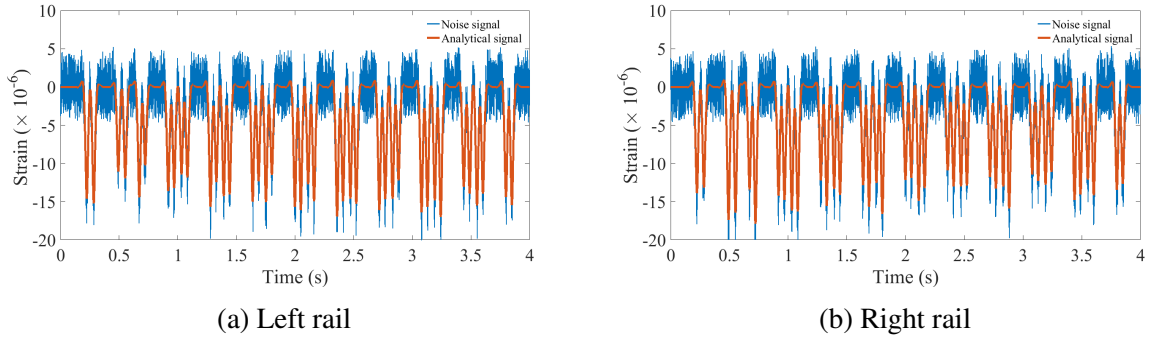 10
5
0
-5
-10
-15
-20
Strain (× 10-6)
Noise signal
Analytical signal
0 0.5 1 1.5 2 2.5 3 3.5 4
Time (s)
(a) Left rail
10
5
0
-5
-10
-15
-20
Strain (× 10-6)
Noise signal
Analytical signal
0 0.5 1 1.5 2 2.5 3 3.5 4
Time (s)
(b) Right rail